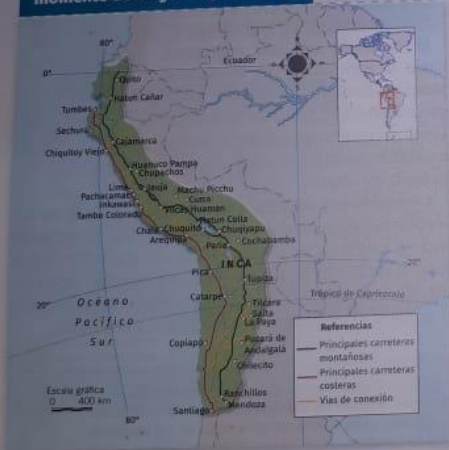 80°
0°
Ecuador
Quito
Hatun Cañar
Tumbes
Sechura
Cajamarca
Chiquitoy Viejo
Huánuco Pampa
Chupachos
Lima
Jauja
Machu Picchu
Pachacamac
Cuzco
Inkawasi
Vilcas Huaman
Tambo Colorado
Hatun Colla
Chala
Chuquito
Chuqiyapu
Arequipa
Paria
Cochabamba
INCA
20°
Pica
Tupiza
Catarpe
Trópico de Capricornio
20°
Océano
Pacífico
Sur
Tilcara
Salta
La Paya
Copiapó
Pucará de
Andalgalá
Chilecito
Escala gráfica
0 400 km
Ranchillos
Mendoza
Santiago
80°
Referencias
Principales carreteras
montañosas
Principales carreteras
costeras
Vías de conexión